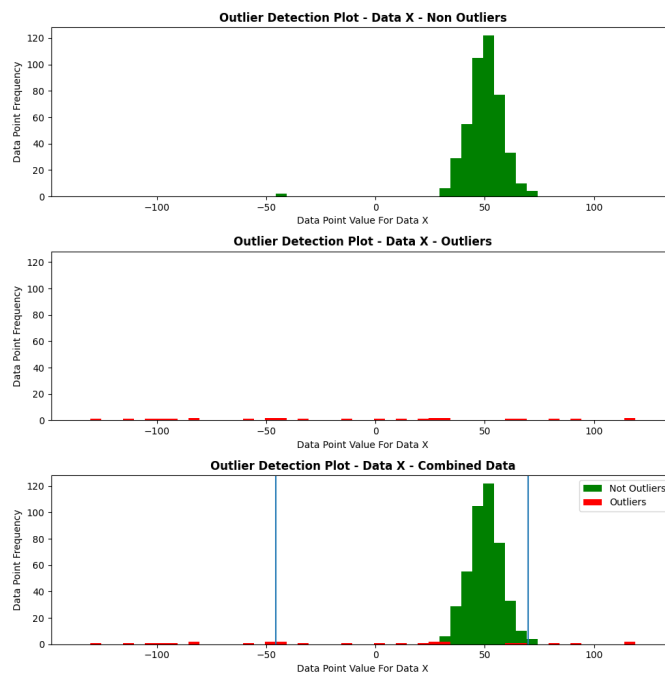 Outlier Detection Plot - Data X - Non Outliers
120
100
80
60
40
20
0
Data Point Frequency
−100 −50 0 50 100
Data Point Value For Data X
Outlier Detection Plot - Data X - Outliers
120
100
80
60
40
20
0
Data Point Frequency
−100 −50 0 50 100
Data Point Value For Data X
Outlier Detection Plot - Data X - Combined Data
Not Outliers
Outliers
120
100
80
60
40
20
0
Data Point Frequency
−100 −50 0 50 100
Data Point Value For Data X